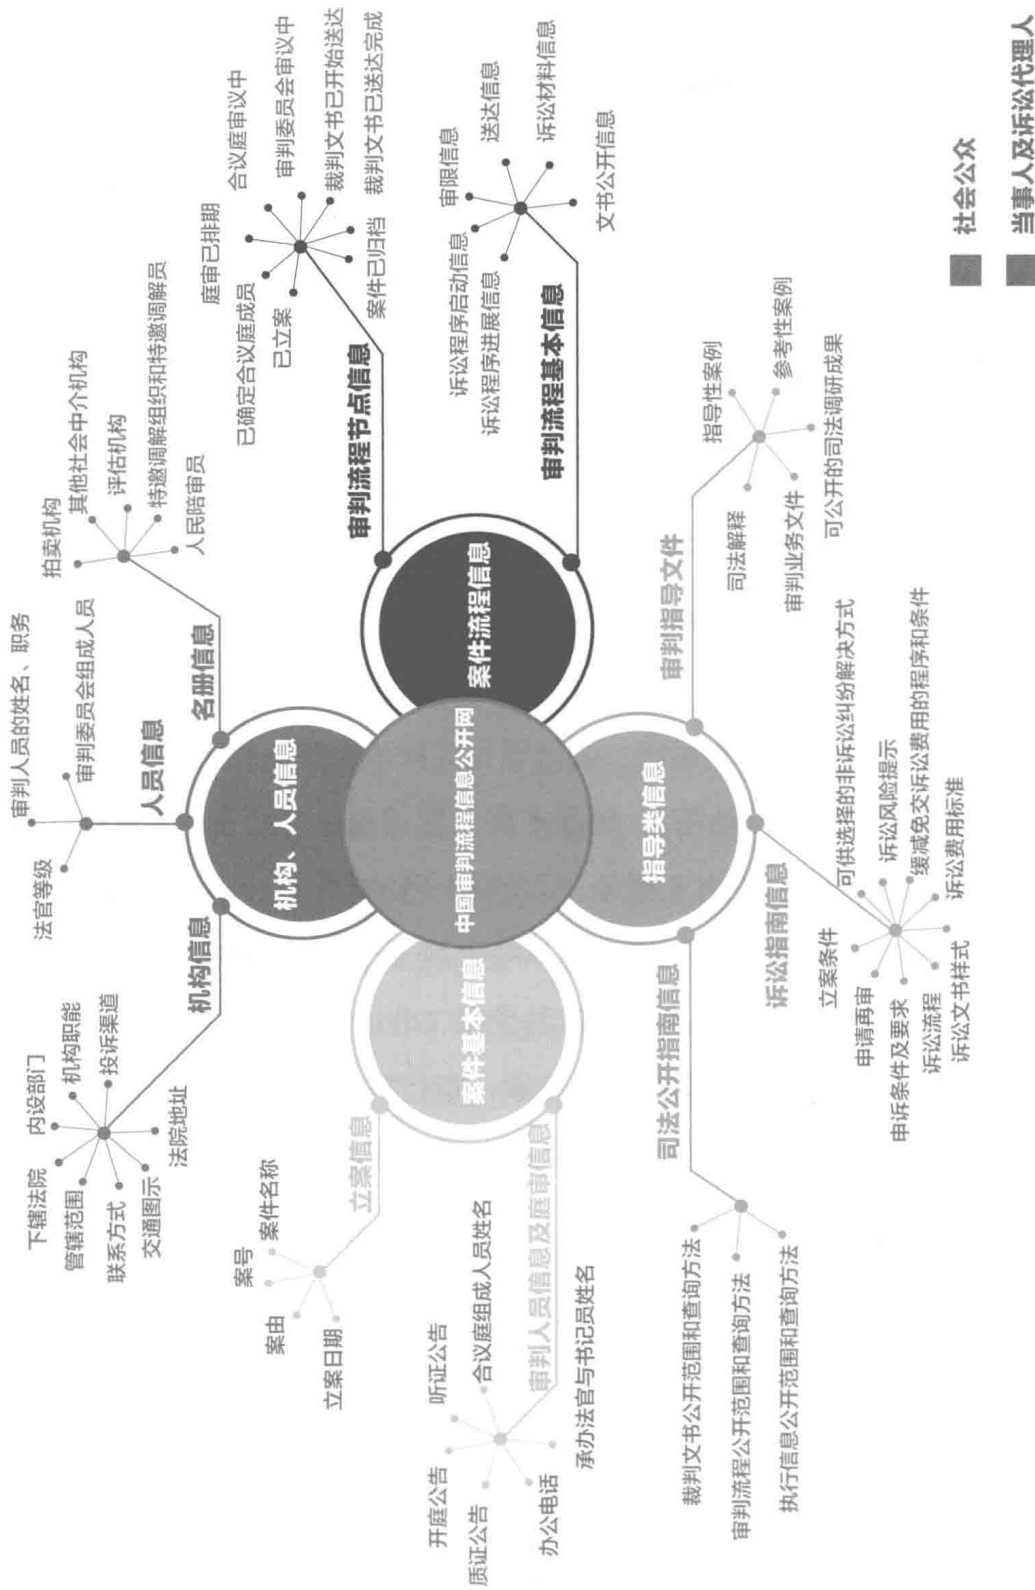 中国审判流程信息公开网
机构、人员信息
机构信息
下辖法院
内设部门
机构职能
投诉渠道
管辖范围
联系方式
交通图示
法院地址
人员信息
法官等级
审判人员的姓名、职务
审判委员会组成人员
名册信息
拍卖机构
其他社会中介机构
评估机构
特邀调解组织和特邀调解员
人民陪审员
案件流程信息
审判流程节点信息
已立案
已确定合议庭成员
庭审已排期
合议庭审议中
审判委员会审议中
裁判文书已开始送达
裁判文书已送达完成
案件已归档
审判流程基本信息
诉讼程序启动信息
诉讼程序进展信息
审限信息
送达信息
诉讼材料信息
文书公开信息
案件基本信息
立案信息
案由
案号
案件名称
立案日期
审判人员信息及庭审信息
开庭公告
听证公告
质证公告
合议庭组成人员姓名
办公电话
承办法官与书记员姓名
指导类信息
司法公开指南信息
裁判文书公开范围和查询方法
审判流程公开范围和查询方法
执行信息公开范围和查询方法
诉讼指南信息
立案条件
可供选择的非诉讼纠纷解决方式
申请再审
诉讼风险提示
申诉条件及要求
缓减免交诉讼费用的程序和条件
诉讼流程
诉讼费用标准
诉讼文书样式
审判指导文件
司法解释
指导性案例
参考性案例
审判业务文件
可公开的司法调研成果
社会公众
当事人及诉讼代理人